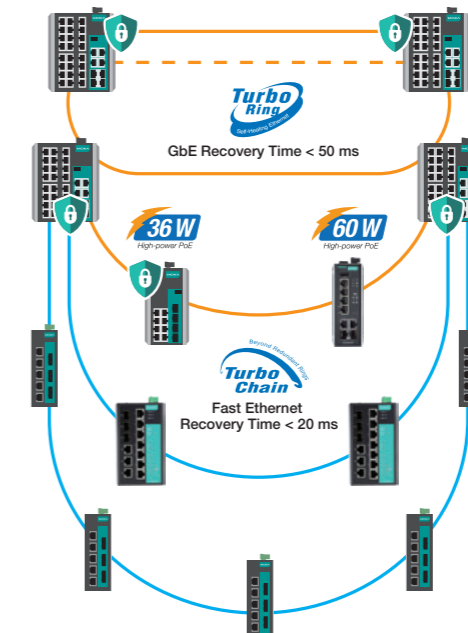 Turbo
Ring
Self-Healing Ethernet
GbE Recovery Time < 50 ms
36 W
High-power PoE
60 W
High-power PoE
Beyond Redundant Rings
Turbo
Chain
Fast Ethernet
Recovery Time < 20 ms